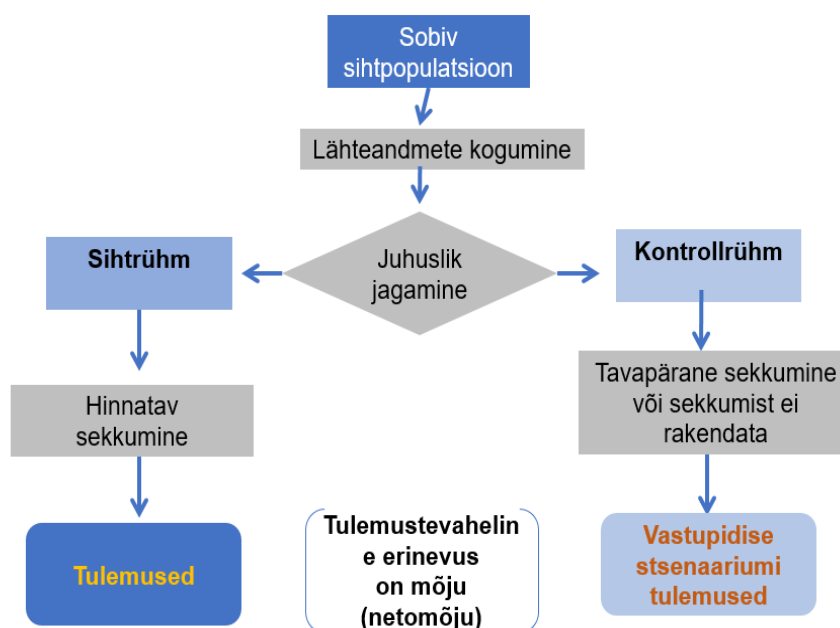 Sobiv
sihtpopulatsioon
Lähteandmete kogumine
Sihtrühm
Juhuslik
jagamine
Kontrollrühm
Hinnatav
sekkumine
Tavapärane sekkumine
või sekkumist ei
rakendata
Tulemused
Tulemustevahelin
e erinevus
on mõju
(netomõju)
Vastupidise
stsenaariumi
tulemused